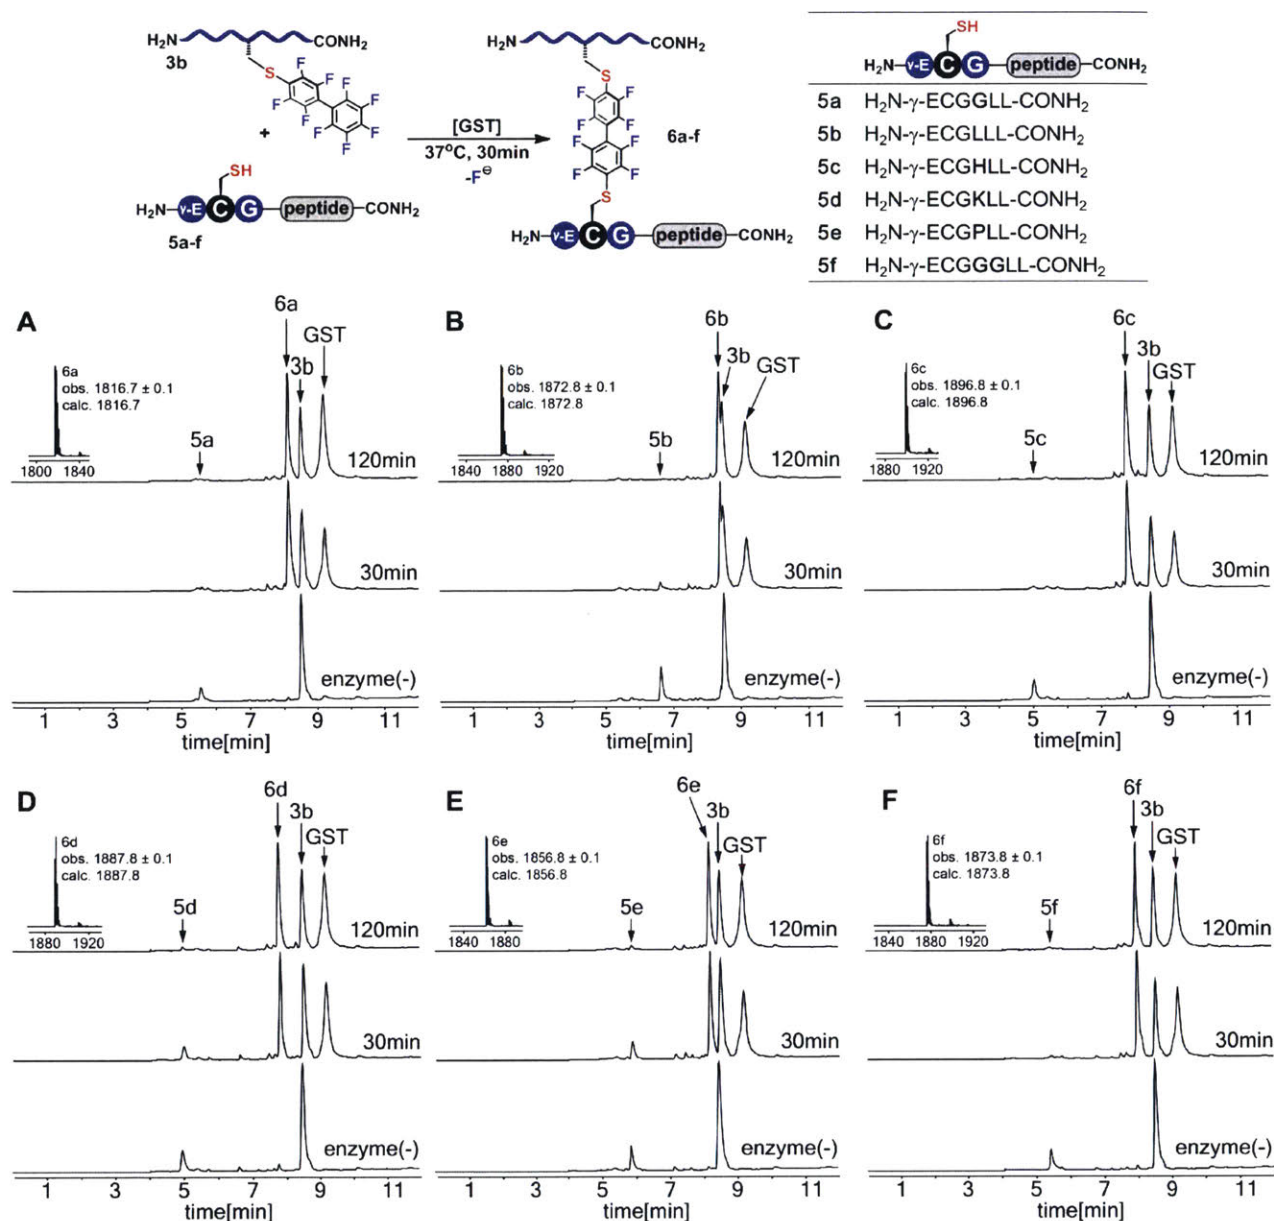 H₂N CONH₂
3b
S
F F F F
F F F F F
+
SH
H₂N γ-E C G peptide CONH₂
5a-f
[GST]
37°C, 30min
-F⊖
H₂N CONH₂
S
F F F F
F F F F
6a-f
S
H₂N γ-E C G peptide CONH₂
SH
H₂N γ-E C G peptide CONH₂
5a H₂N-γ-ECGGLL-CONH₂
5b H₂N-γ-ECGLLL-CONH₂
5c H₂N-γ-ECGHLL-CONH₂
5d H₂N-γ-ECGKLL-CONH₂
5e H₂N-γ-ECGPLL-CONH₂
5f H₂N-γ-ECGGGLL-CONH₂
A
6a
3b
GST
6a
obs. 1816.7 ± 0.1
calc. 1816.7
1800 1840
5a
120min
30min
enzyme(-)
1 3 5 7 9 11
time[min]
B
6b
3b
GST
6b
obs. 1872.8 ± 0.1
calc. 1872.8
1840 1880 1920
5b
120min
30min
enzyme(-)
1 3 5 7 9 11
time[min]
C
6c
3b
GST
6c
obs. 1896.8 ± 0.1
calc. 1896.8
1880 1920
5c
120min
30min
enzyme(-)
1 3 5 7 9 11
time[min]
D
6d
3b
GST
6d
obs. 1887.8 ± 0.1
calc. 1887.8
1880 1920
5d
120min
30min
enzyme(-)
1 3 5 7 9 11
time[min]
E
6e
3b
GST
6e
obs. 1856.8 ± 0.1
calc. 1856.8
1840 1880
5e
120min
30min
enzyme(-)
1 3 5 7 9 11
time[min]
F
6f
3b
GST
6f
obs. 1873.8 ± 0.1
calc. 1873.8
1840 1880 1920
5f
120min
30min
enzyme(-)
1 3 5 7 9 11
time[min]